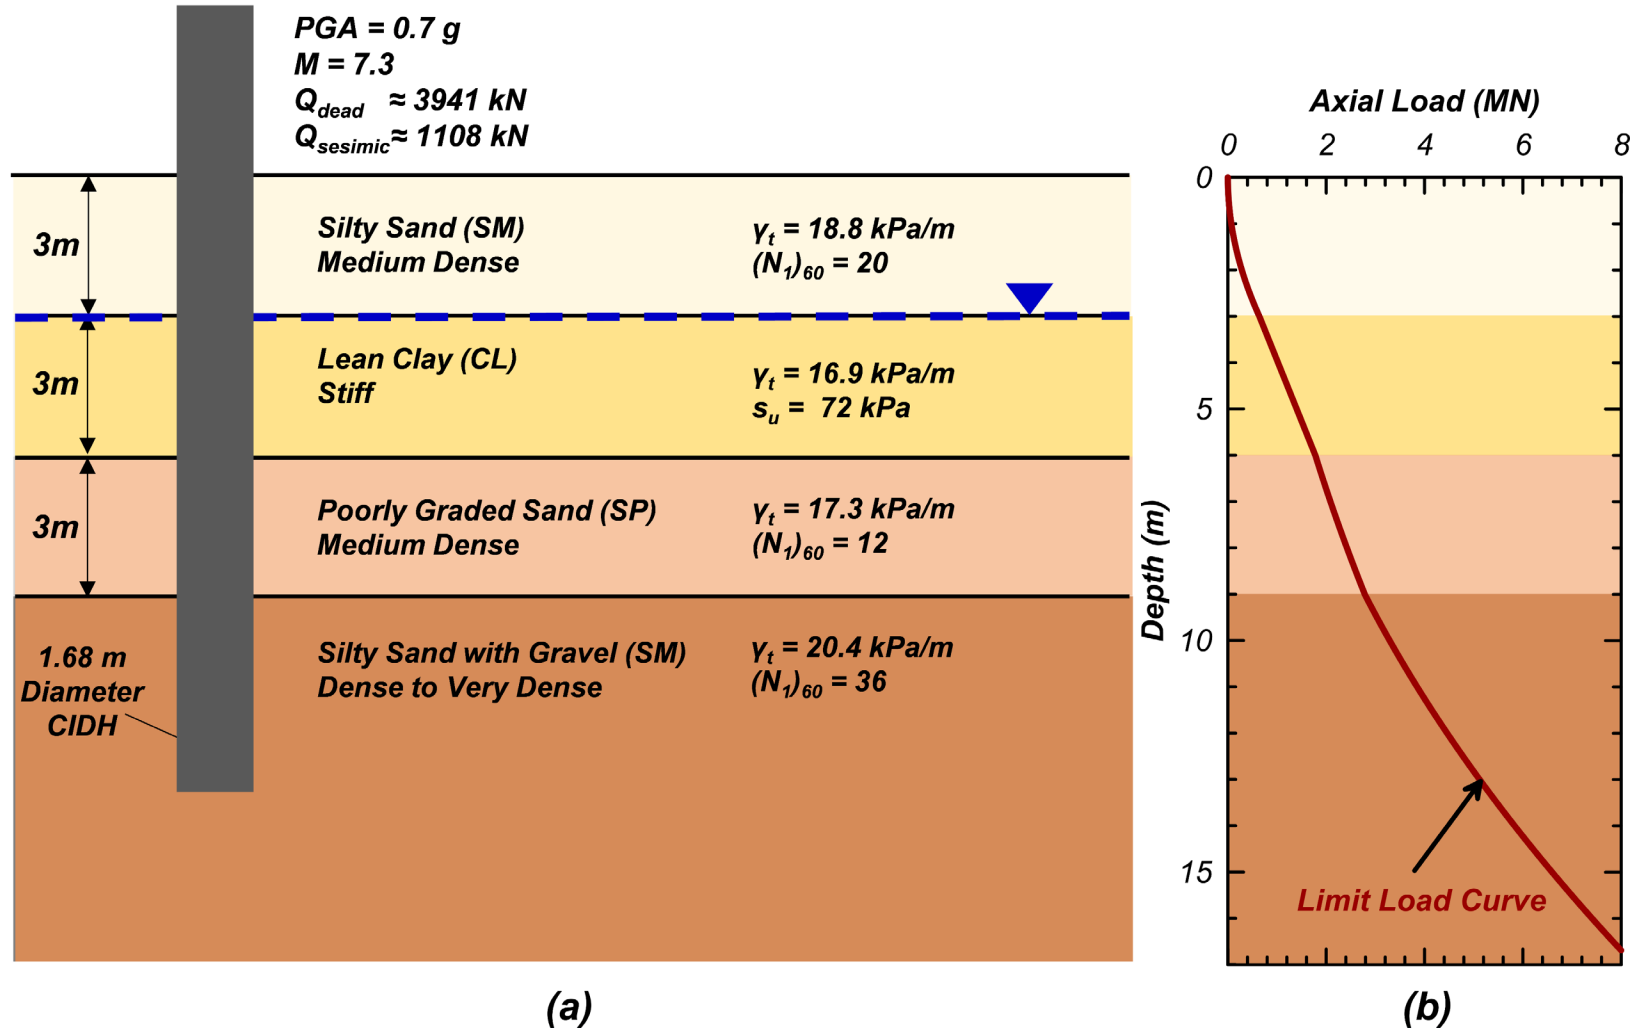 PGA = 0.7 g
M = 7.3
Qdead ≈ 3941 kN
Qsesimic ≈ 1108 kN
3m
Silty Sand (SM)
Medium Dense
γt = 18.8 kPa/m
(N1)60 = 20
3m
Lean Clay (CL)
Stiff
γt = 16.9 kPa/m
su = 72 kPa
3m
Poorly Graded Sand (SP)
Medium Dense
γt = 17.3 kPa/m
(N1)60 = 12
1.68 m
Diameter
CIDH
Silty Sand with Gravel (SM)
Dense to Very Dense
γt = 20.4 kPa/m
(N1)60 = 36
(a)
Axial Load (MN)
0 2 4 6 8
0
5
10
15
Depth (m)
Limit Load Curve
(b)